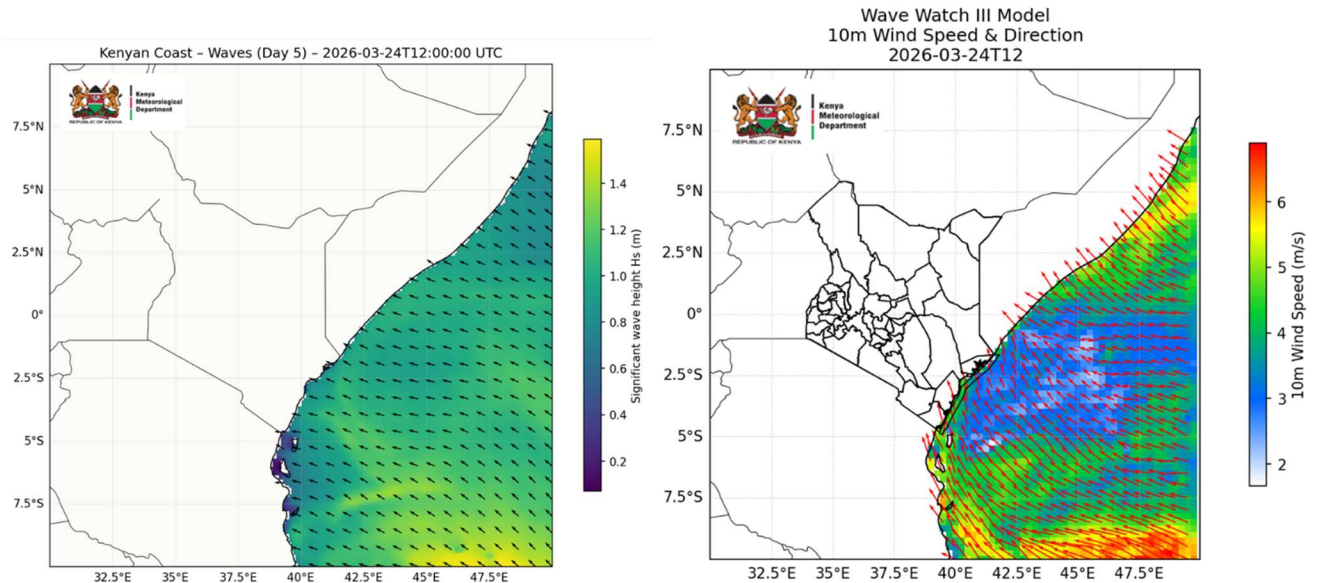 Kenyan Coast – Waves (Day 5) – 2026-03-24T12:00:00 UTC
Kenya
Meteorological
Department
REPUBLIC OF KENYA
7.5°N
5°N
2.5°N
0°
2.5°S
5°S
7.5°S
32.5°E 35°E 37.5°E 40°E 42.5°E 45°E 47.5°E
1.4
1.2
1.0
0.8
0.6
0.4
0.2
Significant wave height Hs (m)
Wave Watch III Model
10m Wind Speed & Direction
2026-03-24T12
Kenya
Meteorological
Department
REPUBLIC OF KENYA
7.5°N
5°N
2.5°N
0°
2.5°S
5°S
7.5°S
32.5°E 35°E 37.5°E 40°E 42.5°E 45°E 47.5°E
6
5
4
3
2
10m Wind Speed (m/s)